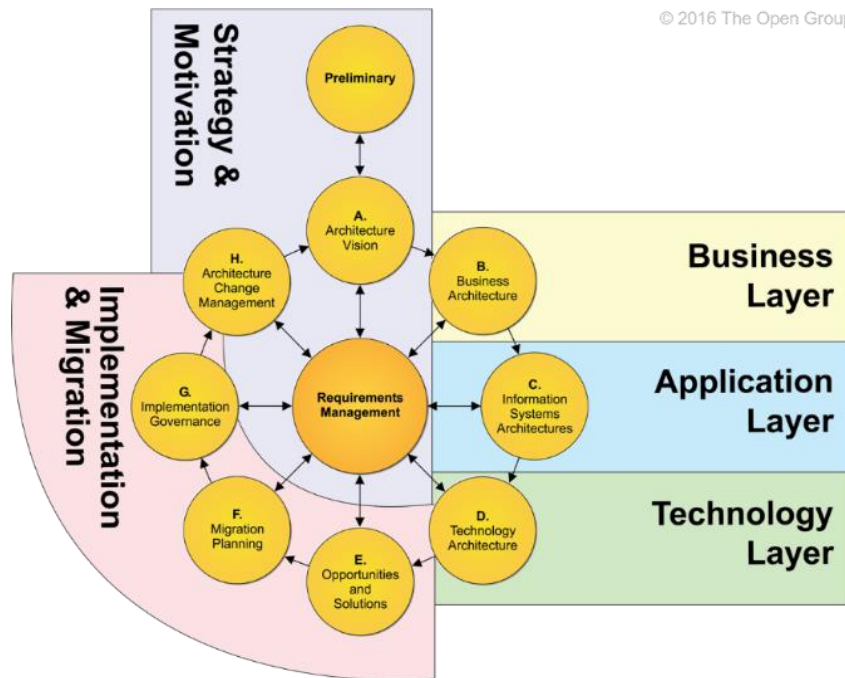 © 2016 The Open Group
Strategy &
Motivation
Preliminary
A.
Architecture
Vision
H.
Architecture
Change
Management
B.
Business
Architecture
Business
Layer
Implementation
& Migration
G.
Implementation
Governance
Requirements
Management
C.
Information
Systems
Architectures
Application
Layer
F.
Migration
Planning
E.
Opportunities
and
Solutions
D.
Technology
Architecture
Technology
Layer